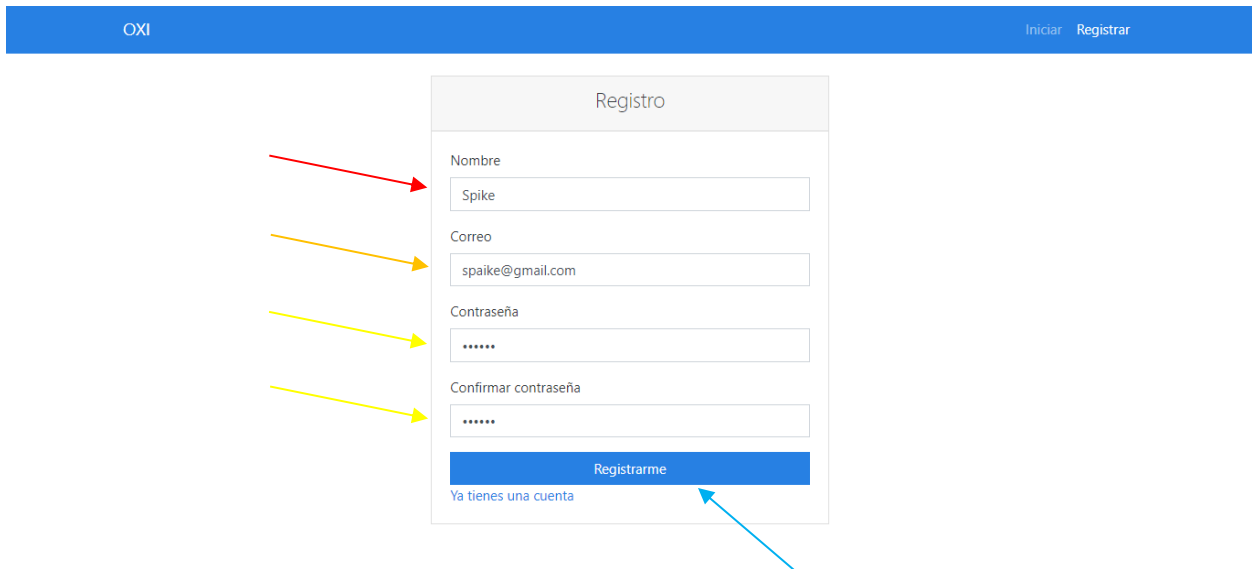 OXI
Iniciar Registrar
Registro
Nombre
Spike
Correo
spaike@gmail.com
Contraseña
••••••
Confirmar contraseña
••••••
Registrarme
Ya tienes una cuenta